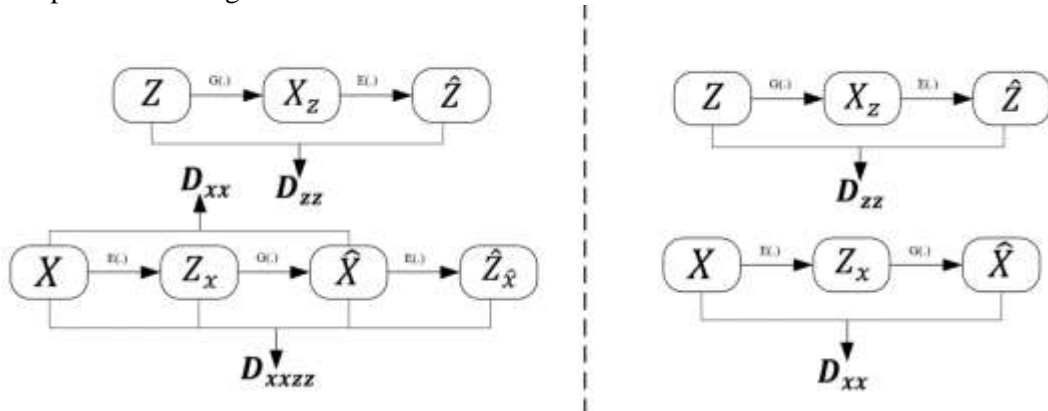 Z G(.) X_z E(.) Ẑ
D_zz
D_xx
X E(.) Z_x G(.) X̂ E(.) Ẑ_x̂
D_xxzz
Z G(.) X_z E(.) Ẑ
D_zz
X E(.) Z_x G(.) X̂
D_xx